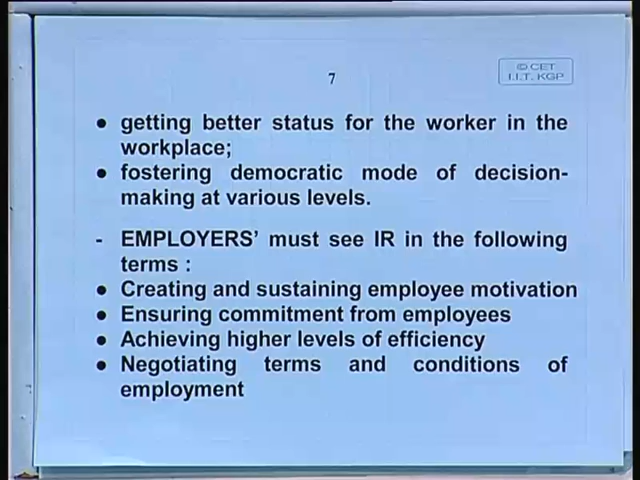 © CET
I.I.T. KGP
7
● getting better status for the worker in the
workplace;
● fostering democratic mode of decision-
making at various levels.
- EMPLOYERS’ must see IR in the following
terms :
● Creating and sustaining employee motivation
● Ensuring commitment from employees
● Achieving higher levels of efficiency
● Negotiating terms and conditions of
employment